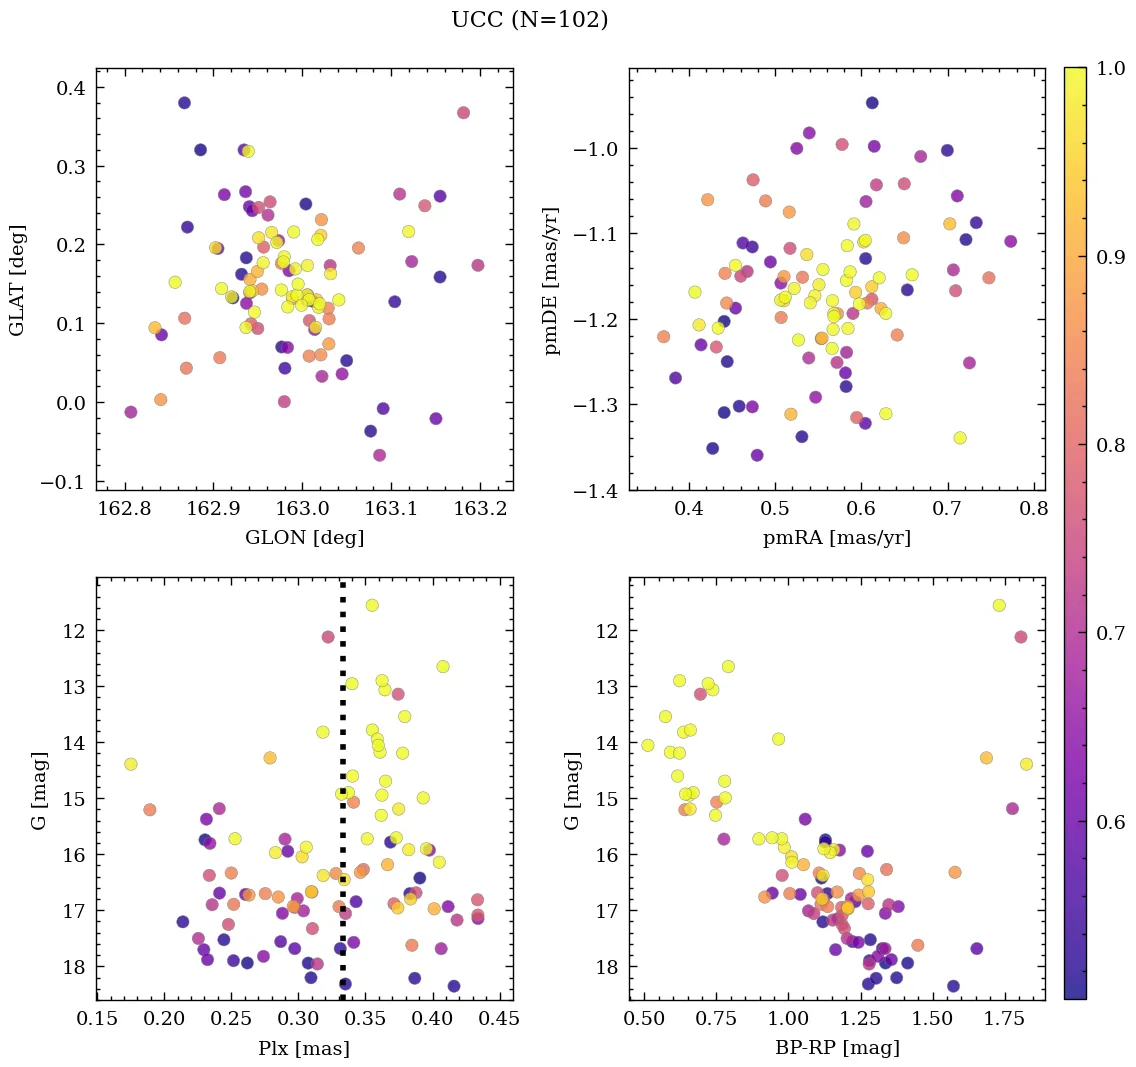 UCC (N=102)
0.4
0.3
0.2
0.1
0.0
−0.1
GLAT [deg]
162.8 162.9 163.0 163.1 163.2
GLON [deg]
−1.0
−1.1
−1.2
−1.3
−1.4
pmDE [mas/yr]
0.4 0.5 0.6 0.7 0.8
pmRA [mas/yr]
1.0
0.9
0.8
0.7
0.6
12
13
14
15
16
17
18
G [mag]
0.15 0.20 0.25 0.30 0.35 0.40 0.45
Plx [mas]
12
13
14
15
16
17
18
G [mag]
0.50 0.75 1.00 1.25 1.50 1.75
BP-RP [mag]